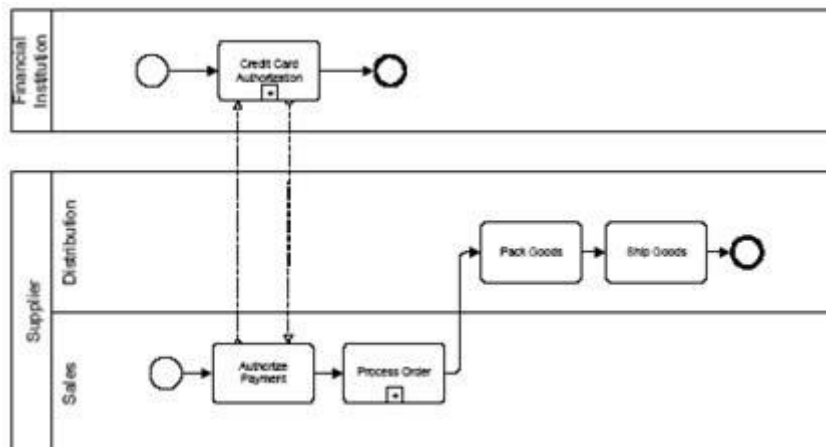 Financial
Institution
Credit Card
Authorization
Supplier
Distribution
Pack Goods
Ship Goods
Sales
Authorize
Payment
Process Order